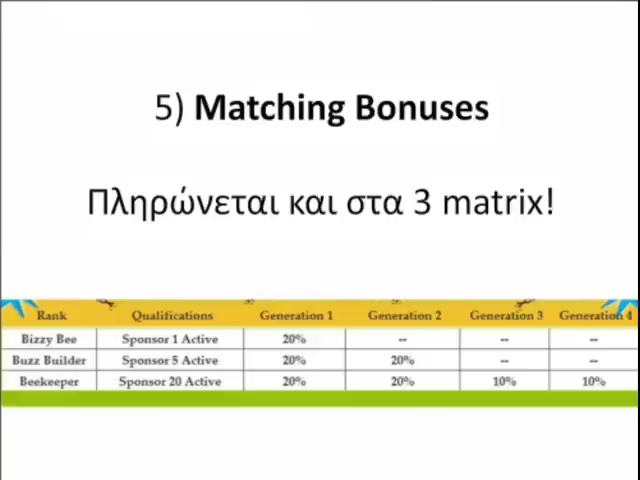 5) Matching Bonuses
Πληρώνεται και στα 3 matrix!
Rank Qualifications Generation 1 Generation 2 Generation 3 Generation 4
Bizzy Bee Sponsor 1 Active 20% -- -- --
Buzz Builder Sponsor 5 Active 20% 20% -- --
Beekeeper Sponsor 20 Active 20% 20% 10% 10%